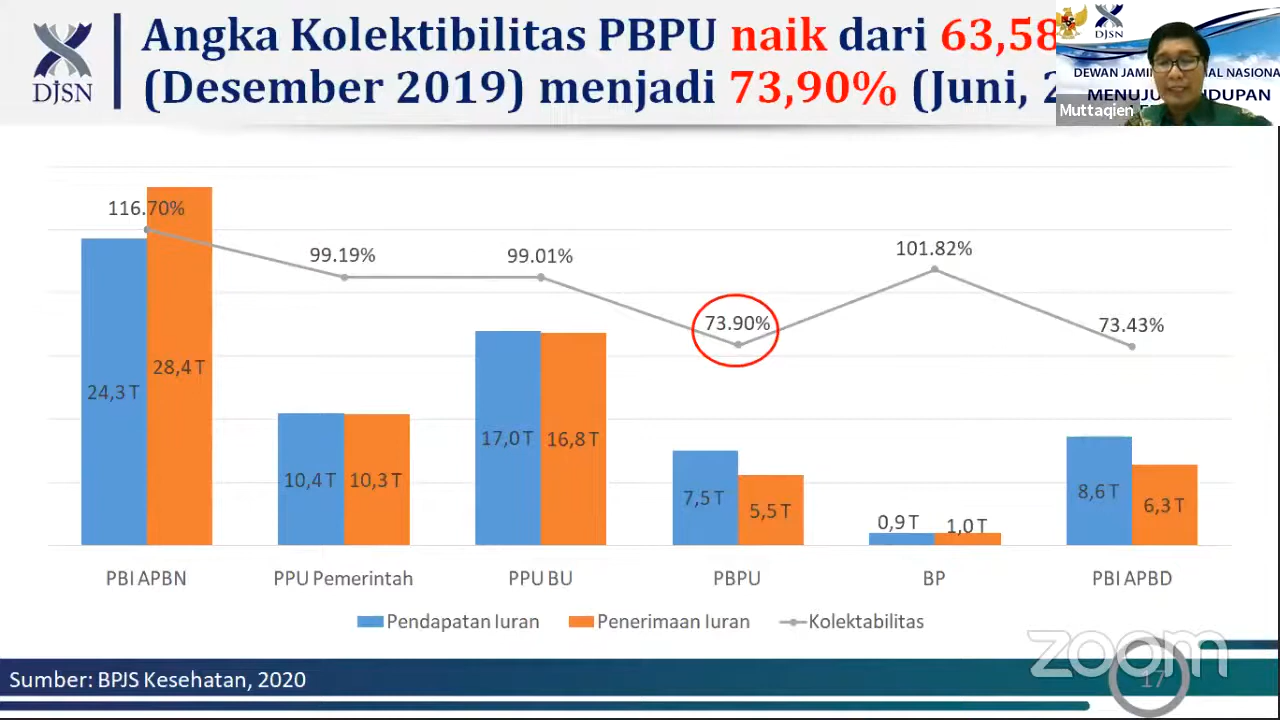 DJSN
Angka Kolektibilitas PBPU naik dari 63,58
(Desember 2019) menjadi 73,90% (Juni, 2
DJSN
DEWAN JAMI NAL NASIONA
MENUJU DUPAN
Muttaqien
116.70%
99.19%
99.01%
73.90%
101.82%
73.43%
24,3 T
28,4 T
10,4 T
10,3 T
17,0 T
16,8 T
7,5 T
5,5 T
0,9 T
1,0 T
8,6 T
6,3 T
PBI APBN
PPU Pemerintah
PPU BU
PBPU
BP
PBI APBD
Pendapatan Iuran
Penerimaan Iuran
Kolektabilitas
zoom
Sumber: BPJS Kesehatan, 2020
17